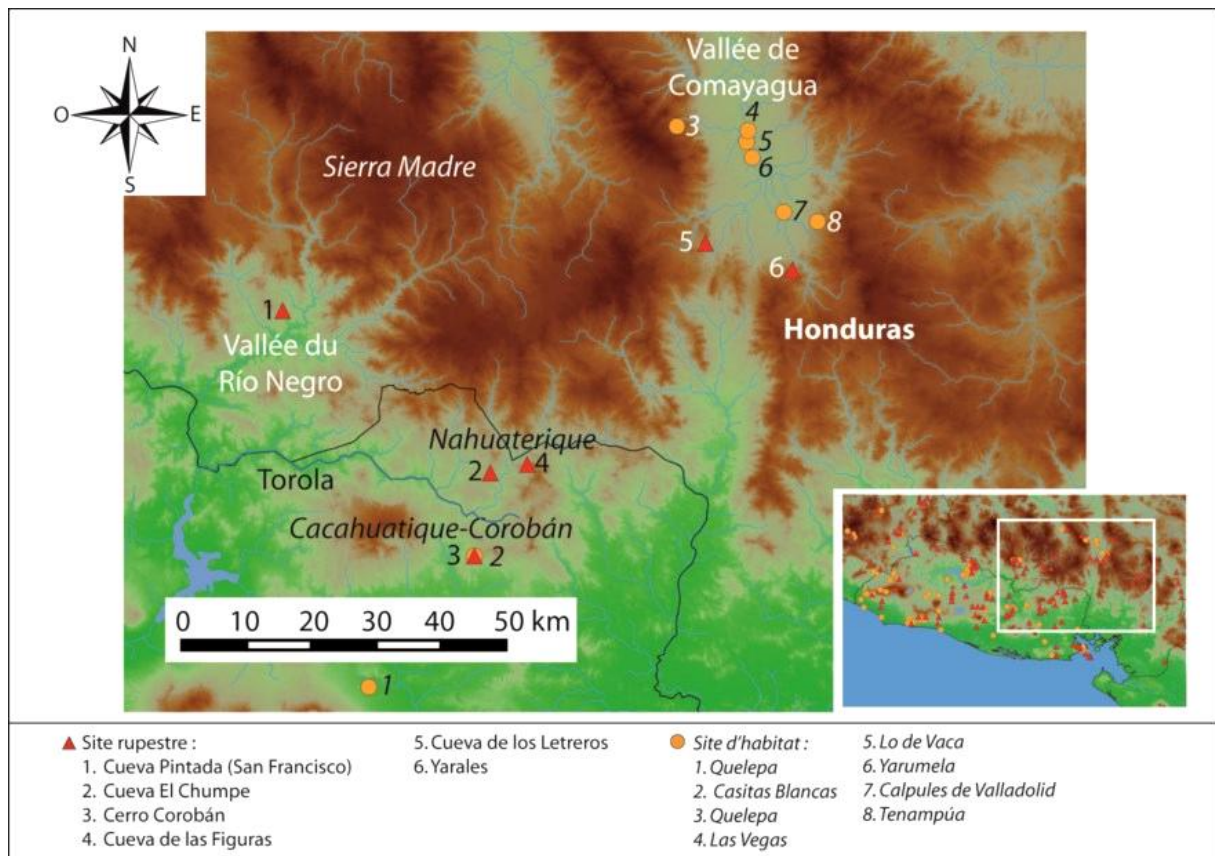 N
O
E
S
Vallée de
Comayagua
3
4
5
6
Sierra Madre
7
8
5
6
1
Honduras
Vallée du
Río Negro
Nahuaterique
2
4
Torola
Cacahuatique-Corobán
3
2
0 10 20 30 40 50 km
1
Site rupestre :
1. Cueva Pintada (San Francisco)
2. Cueva El Chumpe
3. Cerro Corobán
4. Cueva de las Figuras
5. Cueva de los Letreros
6. Yarales
Site d'habitat :
1. Quelepa
2. Casitas Blancas
3. Quelepa
4. Las Vegas
5. Lo de Vaca
6. Yarumela
7. Calpules de Valladolid
8. Tenampúa